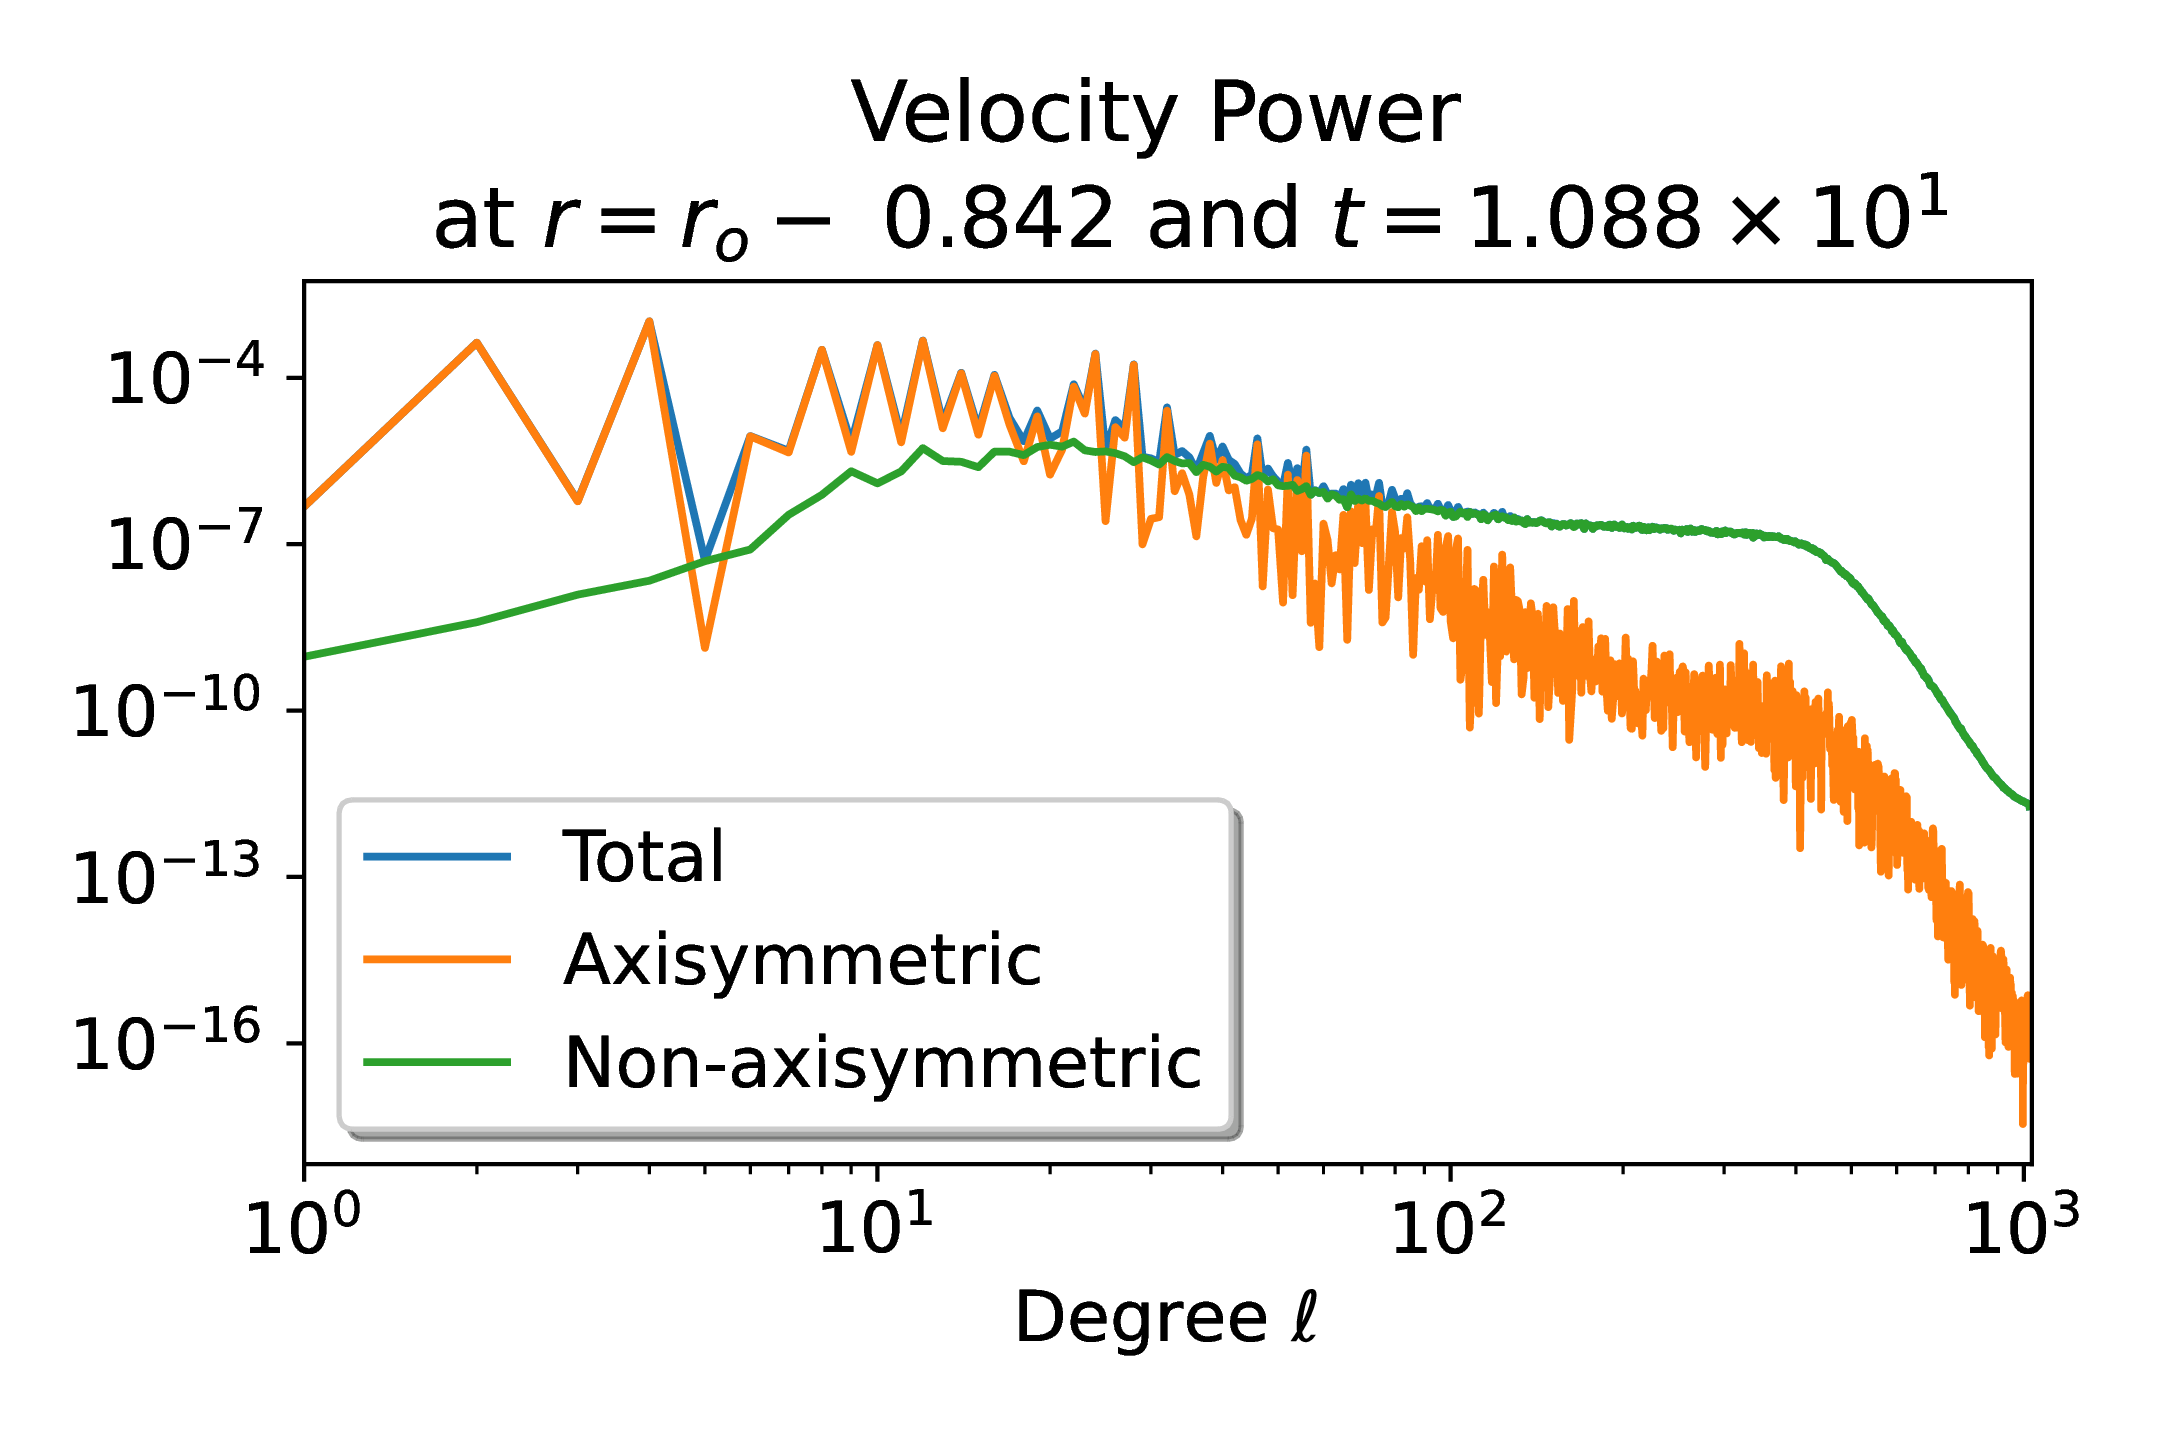 Velocity Power
at r = r_o − 0.842 and t = 1.088 × 10^1
10^−4
10^−7
10^−10
10^−13
10^−16
Total
Axisymmetric
Non-axisymmetric
10^0 10^1 10^2 10^3
Degree ℓ